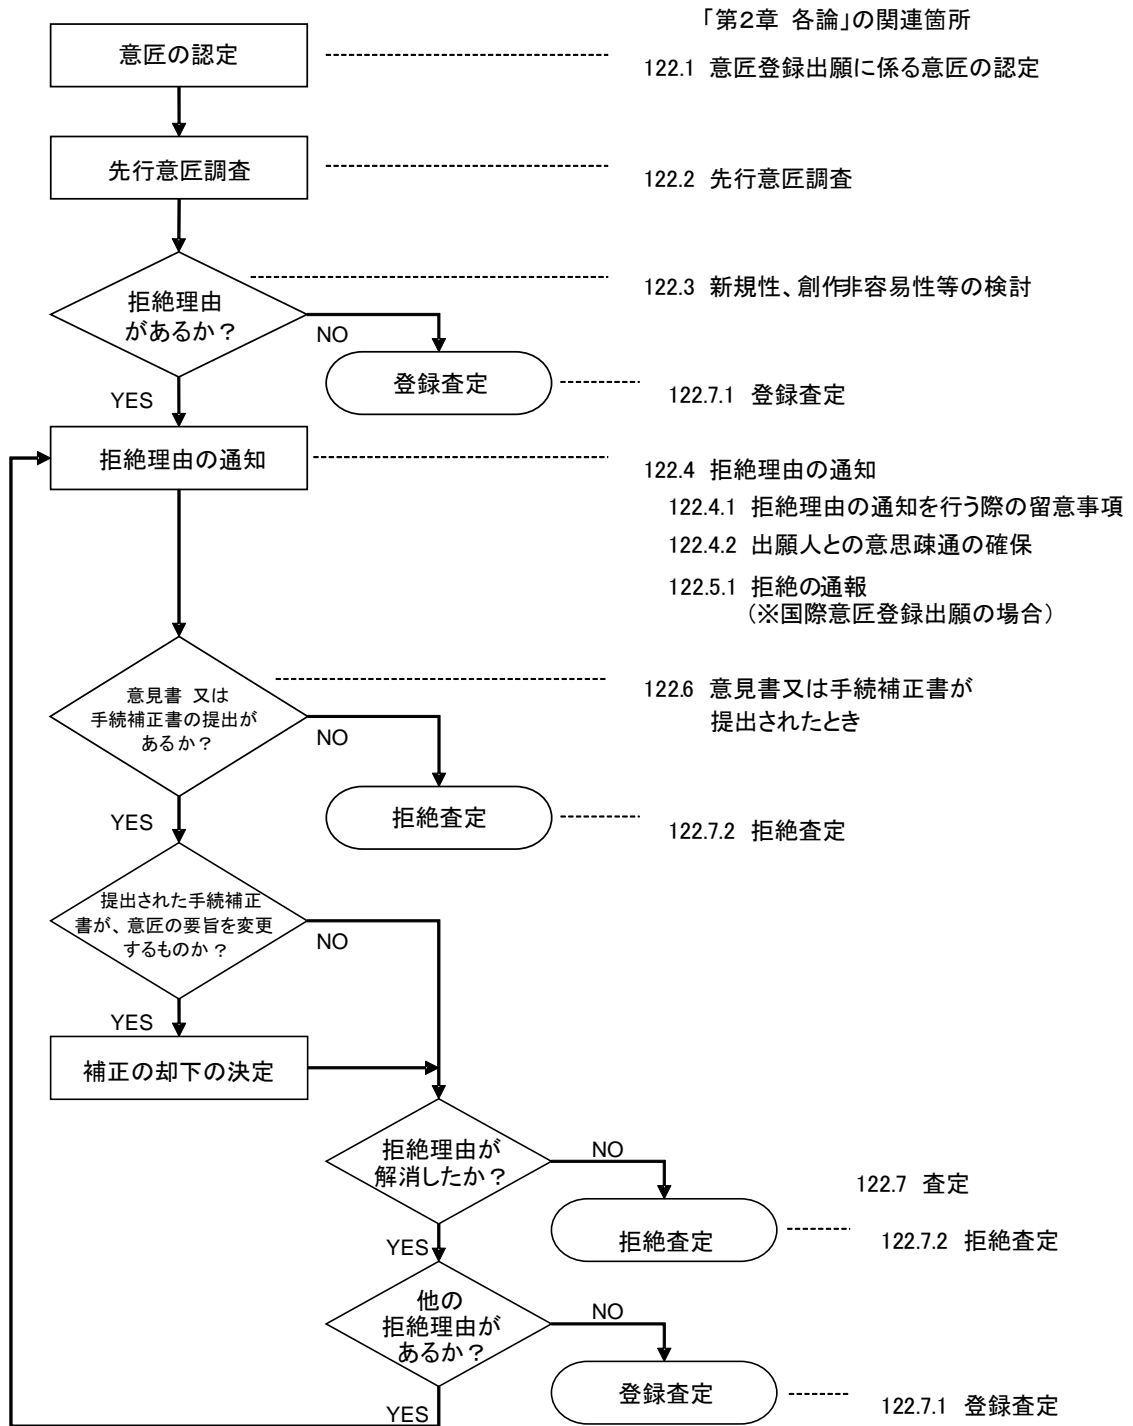 「第2章 各論」の関連箇所
意匠の認定
122.1 意匠登録出願に係る意匠の認定
先行意匠調査
122.2 先行意匠調査
拒絶理由
があるか？
122.3 新規性、創作非容易性等の検討
NO
登録査定
122.7.1 登録査定
YES
拒絶理由の通知
122.4 拒絶理由の通知
122.4.1 拒絶理由の通知を行う際の留意事項
122.4.2 出願人との意思疎通の確保
122.5.1 拒絶の通報
（※国際意匠登録出願の場合）
意見書 又は
手続補正書の提出が
あるか？
122.6 意見書又は手続補正書が
提出されたとき
NO
拒絶査定
122.7.2 拒絶査定
YES
提出された手続補正
書が、意匠の要旨を変更
するものか？
NO
YES
補正の却下の決定
拒絶理由が
解消したか？
NO
122.7 査定
拒絶査定
122.7.2 拒絶査定
YES
他の
拒絶理由が
あるか？
NO
登録査定
122.7.1 登録査定
YES